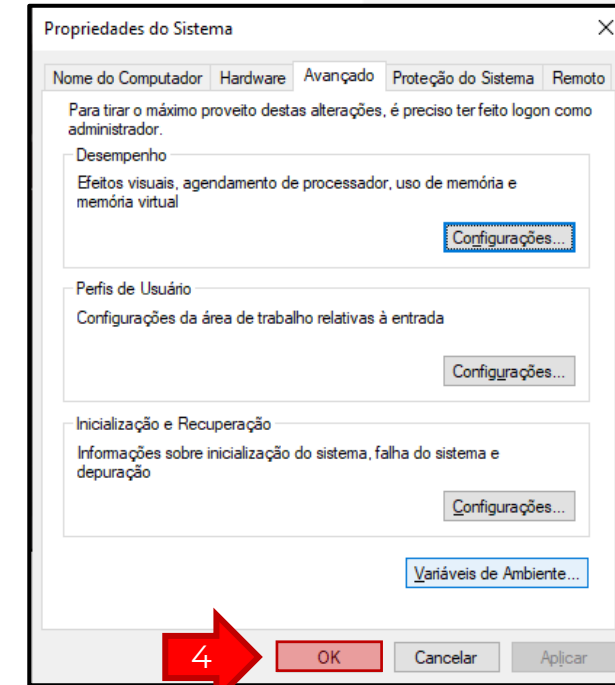 Propriedades do Sistema
Nome do Computador Hardware Avançado Proteção do Sistema Remoto
Para tirar o máximo proveito destas alterações, é preciso ter feito logon como
administrador.
Desempenho
Efeitos visuais, agendamento de processador, uso de memória e
memória virtual
Configurações...
Perfis de Usuário
Configurações da área de trabalho relativas à entrada
Configurações...
Inicialização e Recuperação
Informações sobre inicialização do sistema, falha do sistema e
depuração
Configurações...
Variáveis de Ambiente...
4 OK Cancelar Aplicar